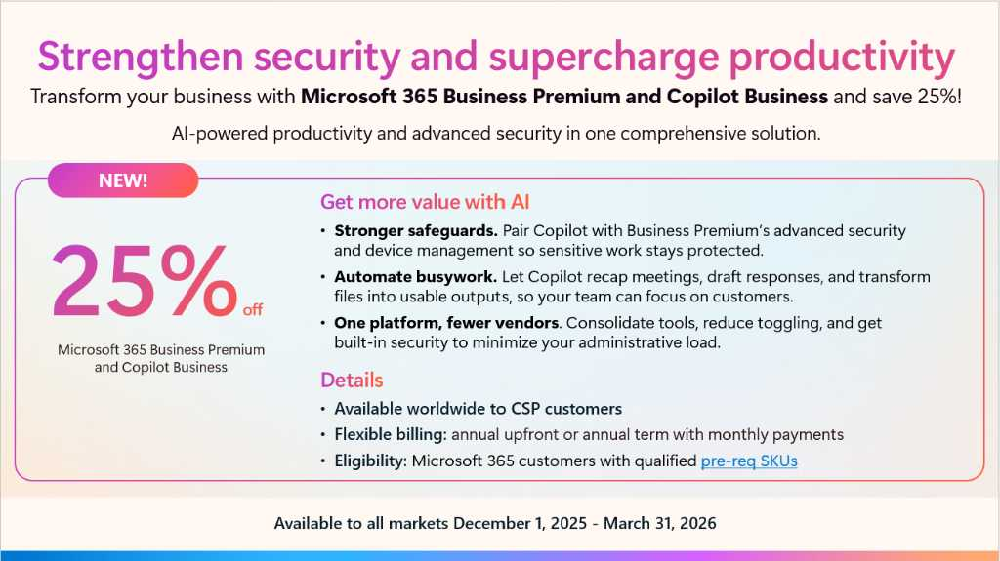 Strengthen security and supercharge productivity
Transform your business with Microsoft 365 Business Premium and Copilot Business and save 25%!
AI-powered productivity and advanced security in one comprehensive solution.
NEW!
25% off
Microsoft 365 Business Premium
and Copilot Business
Get more value with AI
• Stronger safeguards. Pair Copilot with Business Premium's advanced security
and device management so sensitive work stays protected.
• Automate busywork. Let Copilot recap meetings, draft responses, and transform
files into usable outputs, so your team can focus on customers.
• One platform, fewer vendors. Consolidate tools, reduce toggling, and get
built-in security to minimize your administrative load.
Details
• Available worldwide to CSP customers
• Flexible billing: annual upfront or annual term with monthly payments
• Eligibility: Microsoft 365 customers with qualified pre-req SKUs
Available to all markets December 1, 2025 - March 31, 2026